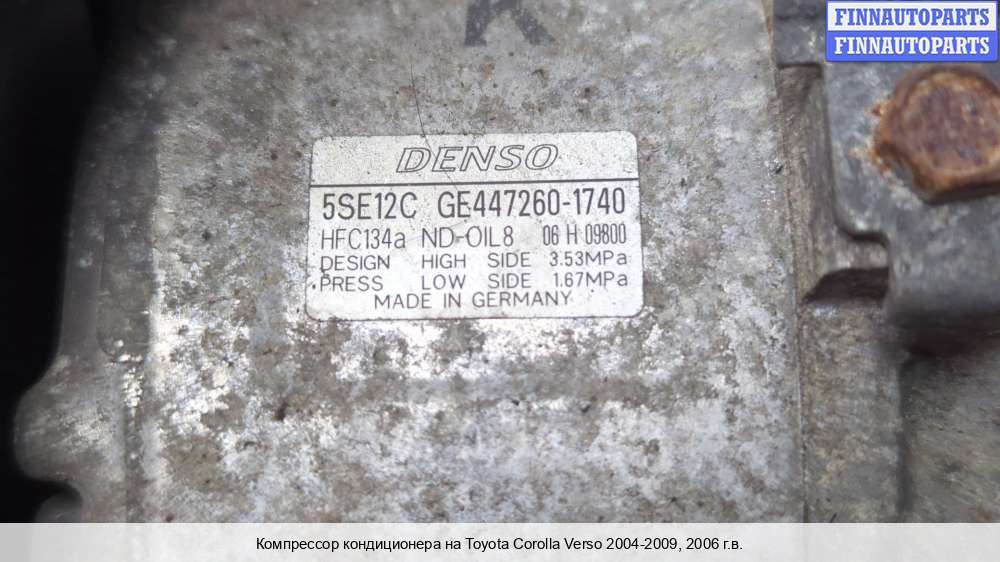 FINNAUTOPARTS
FINNAUTOPARTS
K
DENSO
5SE12C GE447260-1740
HFC134a ND-OIL8 06 H 09800
DESIGN HIGH SIDE 3.53MPa
PRESS LOW SIDE 1.67MPa
MADE IN GERMANY
Компрессор кондиционера на Toyota Corolla Verso 2004-2009, 2006 г.в.